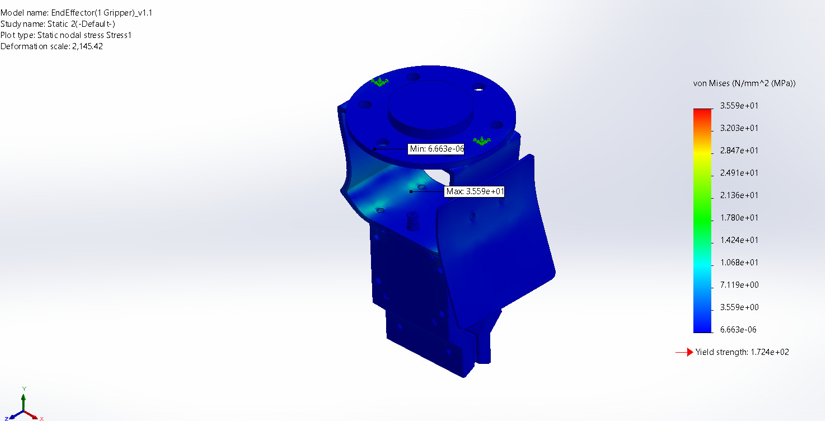 Model name: EndEffector(1 Gripper)_v1.1
Study name: Static 2(-Default-)
Plot type: Static nodal stress Stress1
Deformation scale: 2,145.42
von Mises (N/mm^2 (MPa))
3.559e+01
3.203e+01
2.847e+01
2.491e+01
2.136e+01
1.780e+01
1.424e+01
1.068e+01
7.119e+00
3.559e+00
6.663e-06
Yield strength: 1.724e+02
Min: 6.663e-06
Max: 3.559e+01
Y
Z
X